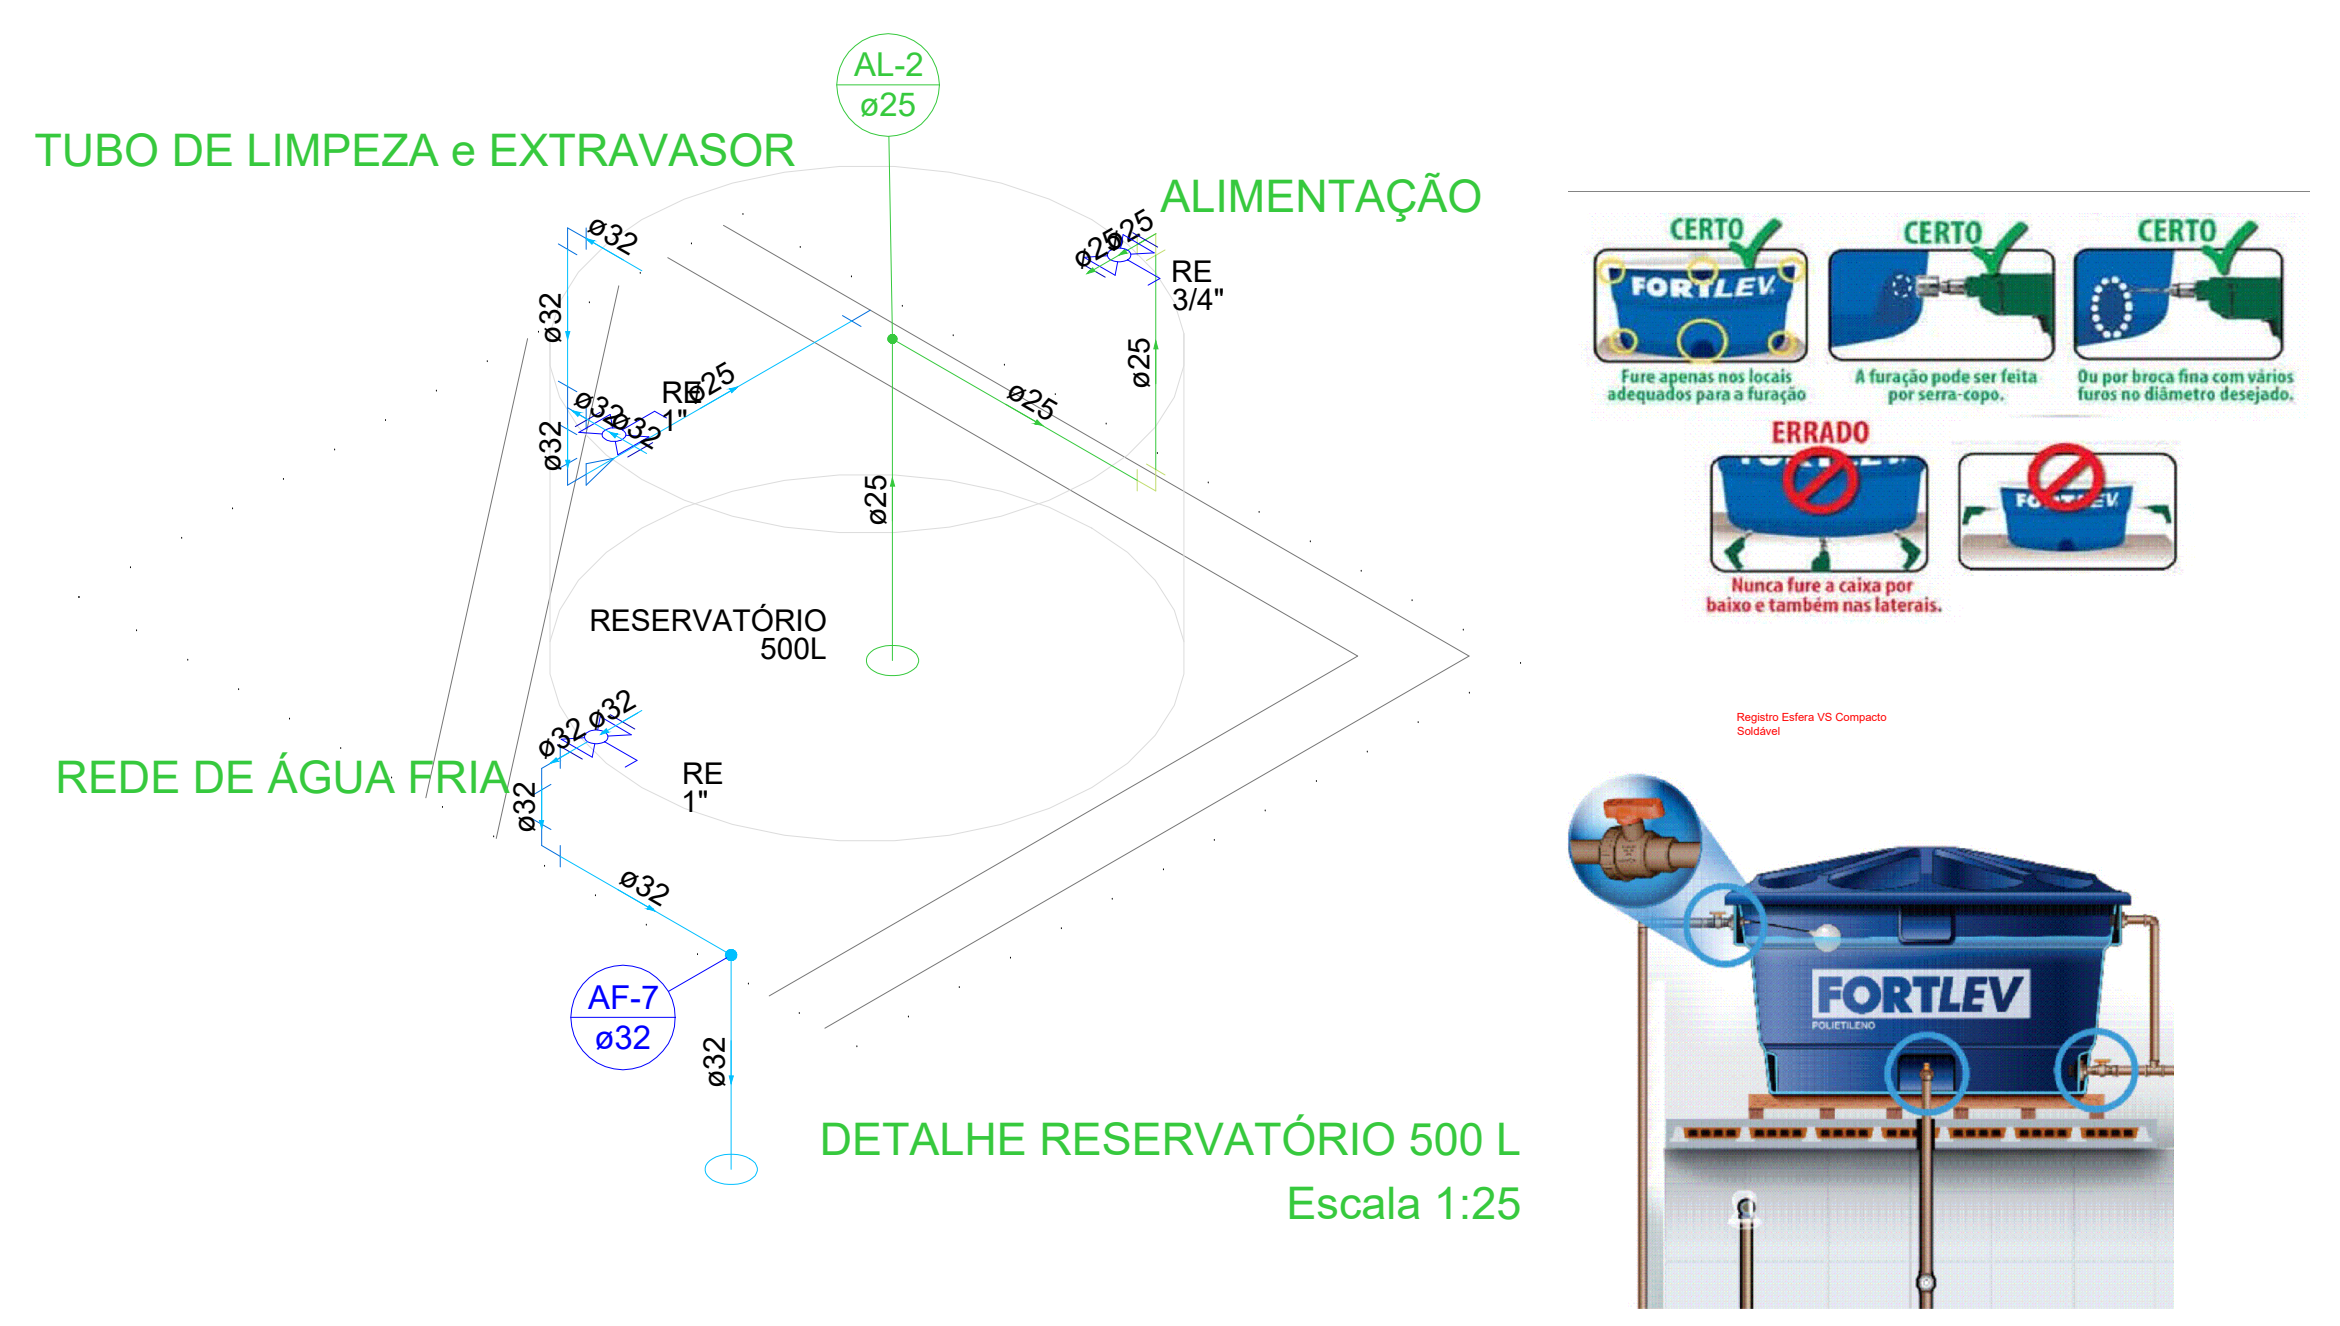 AL-2
ø25
TUBO DE LIMPEZA e EXTRAVASOR
ALIMENTAÇÃO
ø32
ø25
ø25
RE
3/4"
ø32
ø25
RE
1"
ø25
ø25
ø32
ø32
ø32
ø25
RESERVATÓRIO
500L
ø32
ø32
REDE DE ÁGUA FRIA
RE
1"
ø32
ø32
AF-7
ø32
ø32
DETALHE RESERVATÓRIO 500 L
Escala 1:25
CERTO
CERTO
CERTO
FORTLEV
Fure apenas nos locais
adequados para a furação
A furação pode ser feita
por serra-copo.
Ou por broca fina com vários
furos no diâmetro desejado.
ERRADO
FORTLEV
FORTLEV
Nunca fure a caixa por
baixo e também nas laterais.
Registro Esfera VS Compacto
Soldável
FORTLEV
POLIETILENO